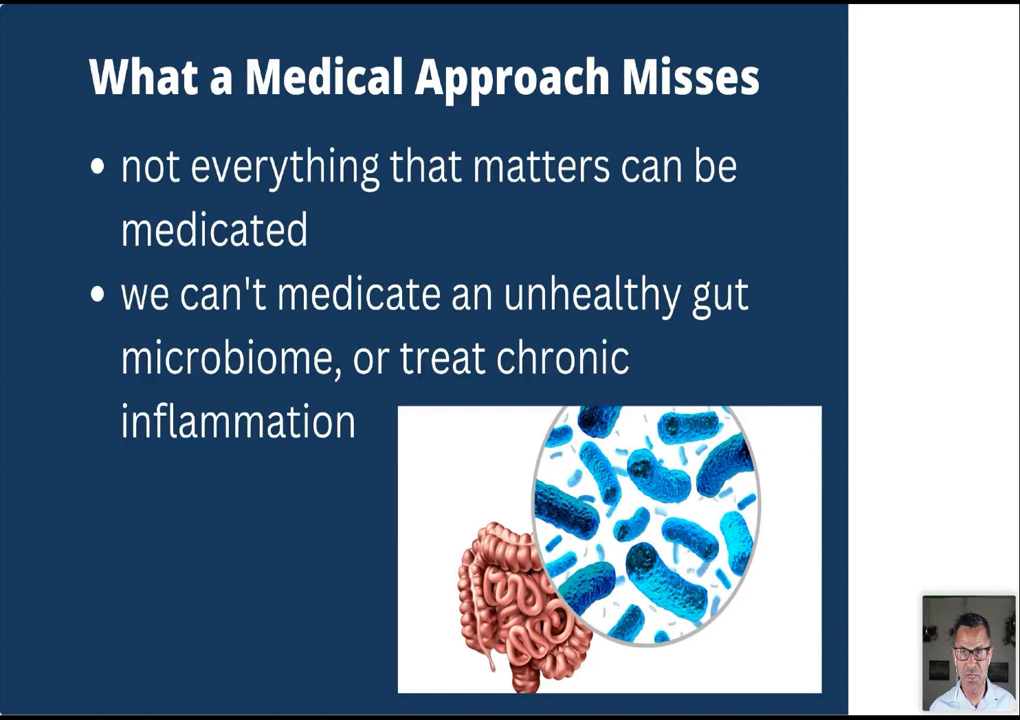 What a Medical Approach Misses
• not everything that matters can be
medicated
• we can't medicate an unhealthy gut
microbiome, or treat chronic
inflammation